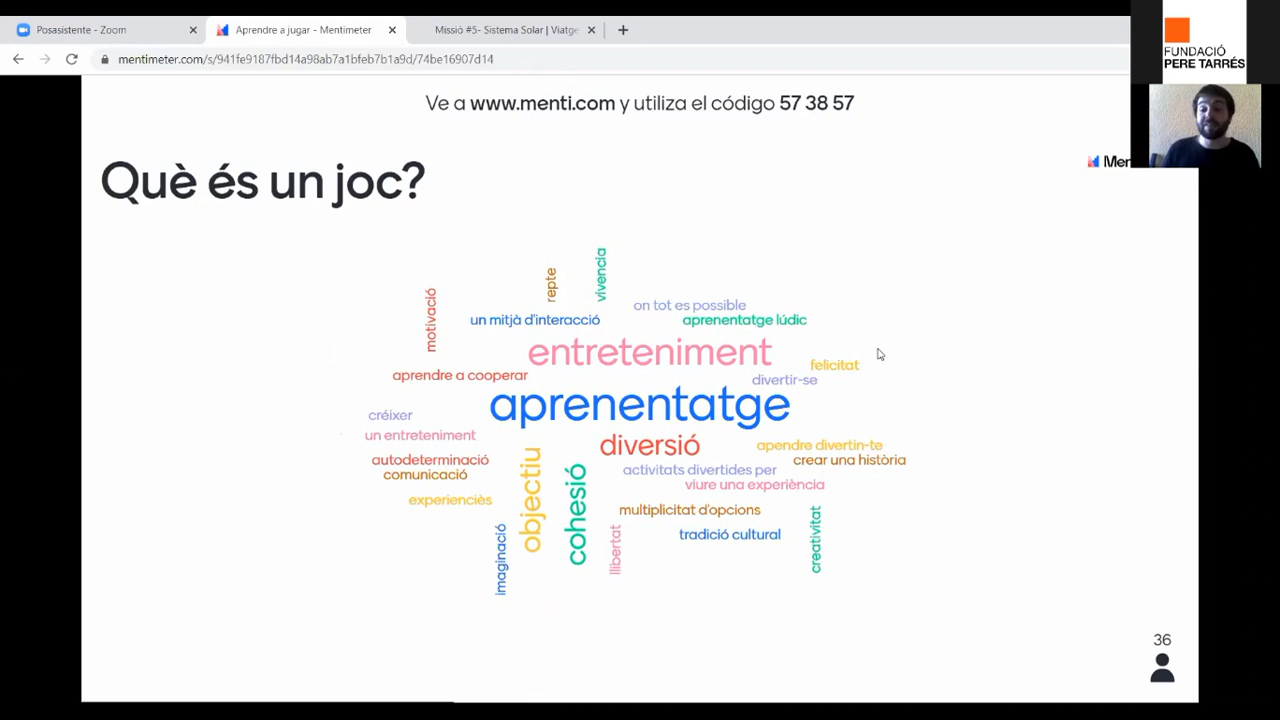 Posasistente - Zoom
Aprendre a jugar - Mentimeter
Missió #5- Sistema Solar | Viatge
mentimeter.com/s/941fe9187fbd14a98ab7a1bfeb7b1a9d/74be16907d14
FUNDACIÓ
PERE TARRÉS
Ve a www.menti.com y utiliza el código 57 38 57
Men
Què és un joc?
vivencia
repte
motivació
on tot es possible
un mitjà d'interacció
aprenentatge lúdic
entreteniment
felicitat
aprendre a cooperar
divertir-se
aprenentatge
créixer
un entreteniment
diversió
apendre divertin-te
autodeterminació
crear una història
comunicació
activitats divertides per
viure una experiència
objectiu
cohesió
experienciès
multiplicitat d'opcions
imaginació
llibertat
tradició cultural
creativitat
36